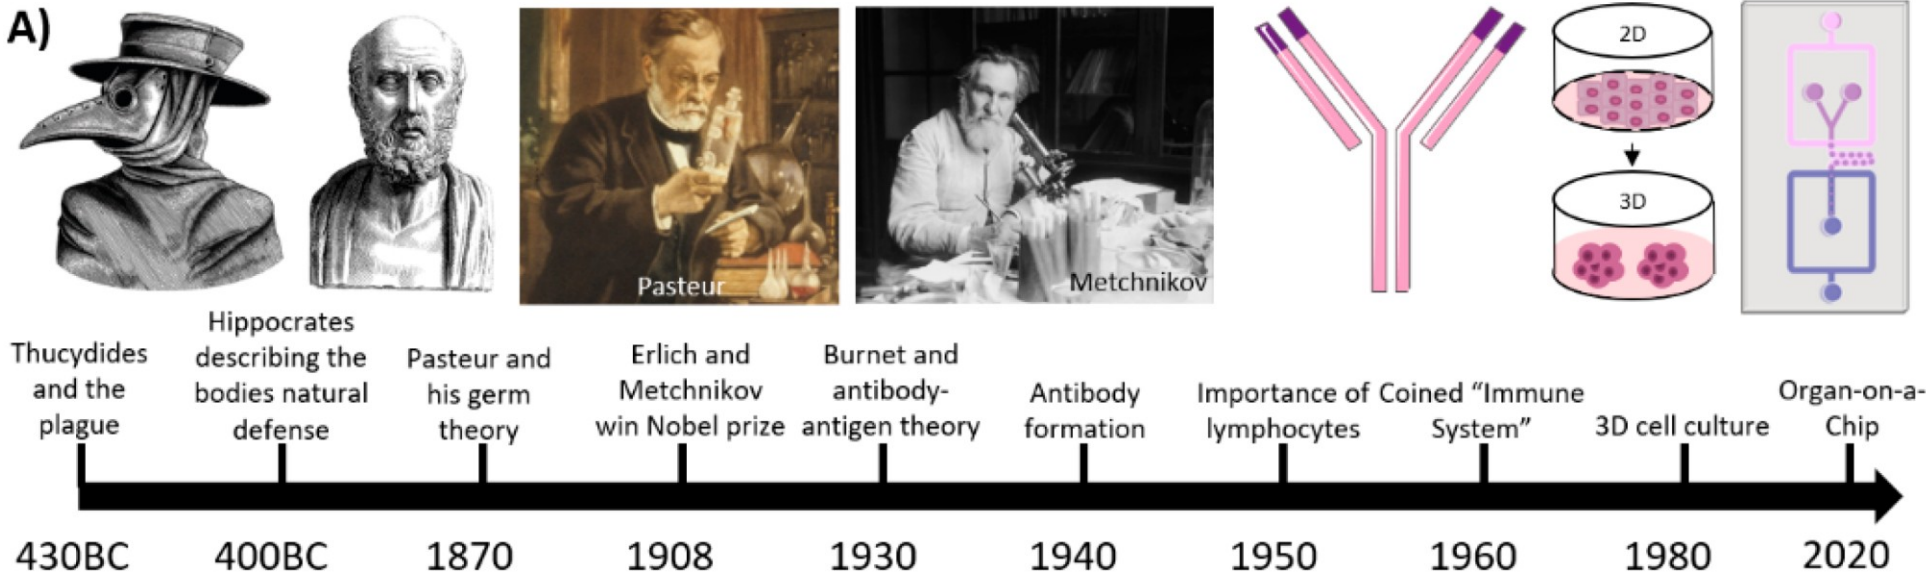 A)
Pasteur
Metchnikov
2D
3D
Thucydides
and the
plague
Hippocrates
describing the
bodies natural
defense
Pasteur and
his germ
theory
Erlich and
Metchnikov
win Nobel prize
Burnet and
antibody-
antigen theory
Antibody
formation
Importance of
lymphocytes
Coined “Immune
System”
3D cell culture
Organ-on-a-
Chip
430BC
400BC
1870
1908
1930
1940
1950
1960
1980
2020